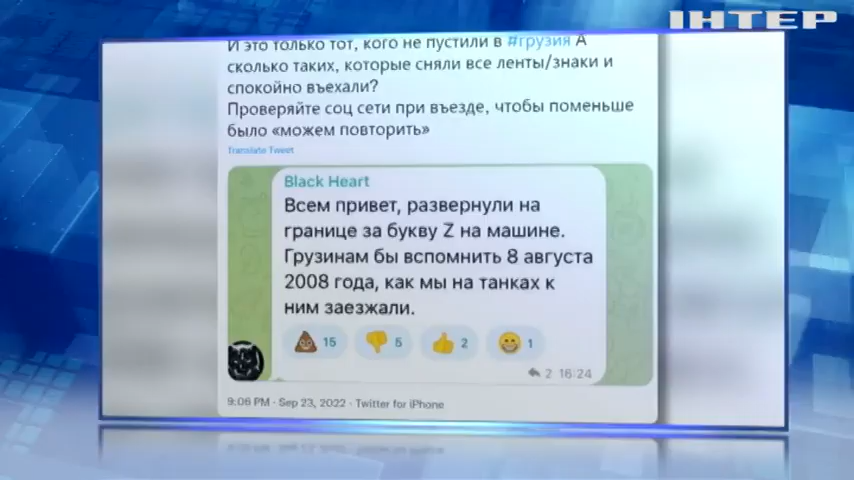 ІНТЕР
И это только тот, кого не пустили в #грузия А
сколько таких, которые сняли все ленты/знаки и
спокойно въехали?
Проверяйте соц сети при въезде, чтобы поменьше
было «можем повторить»
Translate Tweet
Black Heart
Всем привет, развернули на
границе за букву Z на машине.
Грузинам бы вспомнить 8 августа
2008 года, как мы на танках к
ним заезжали.
15 5 2 1
2 16:24
9:06 PM · Sep 23, 2022 · Twitter for iPhone